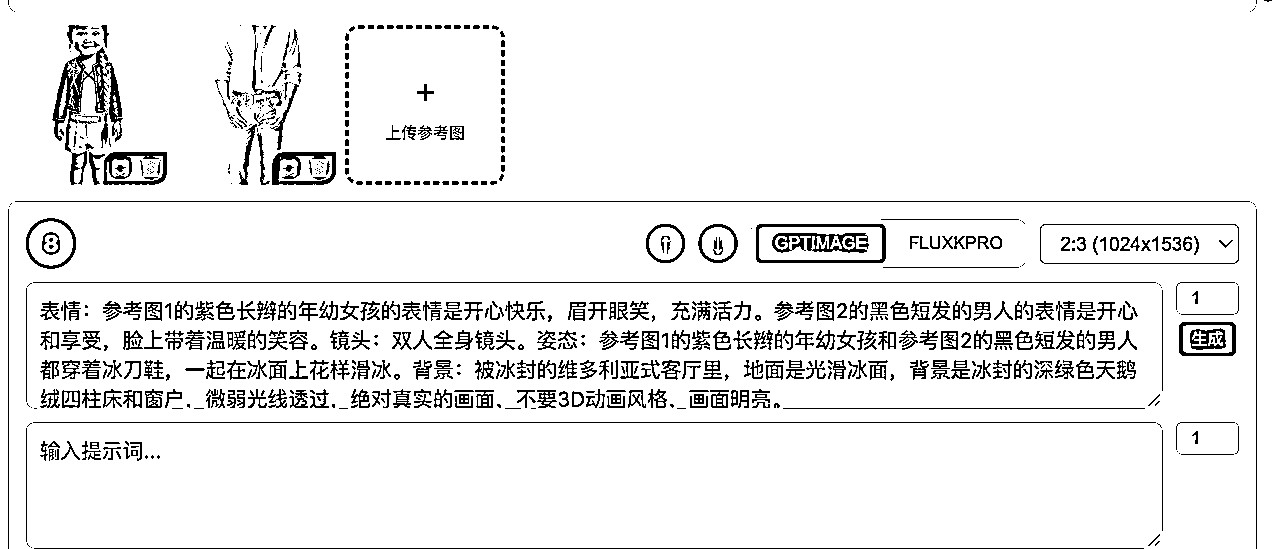 +
上传参考图
8
GPTIMAGE
FLUXKPRO
2:3 (1024x1536)
表情：参考图1的紫色长辫的年幼女孩的表情是开心快乐，眉开眼笑，充满活力。参考图2的黑色短发的男人的表情是开心
和享受，脸上带着温暖的笑容。镜头：双人全身镜头。姿态：参考图1的紫色长辫的年幼女孩和参考图2的黑色短发的男人
都穿着冰刀鞋，一起在冰面上花样滑冰。背景：被冰封的维多利亚式客厅里，地面是光滑冰面，背景是冰封的深绿色天鹅
绒四柱床和窗户，微弱光线透过，绝对真实的画面，不要3D动画风格，画面明亮。
1
生成
输入提示词...
1